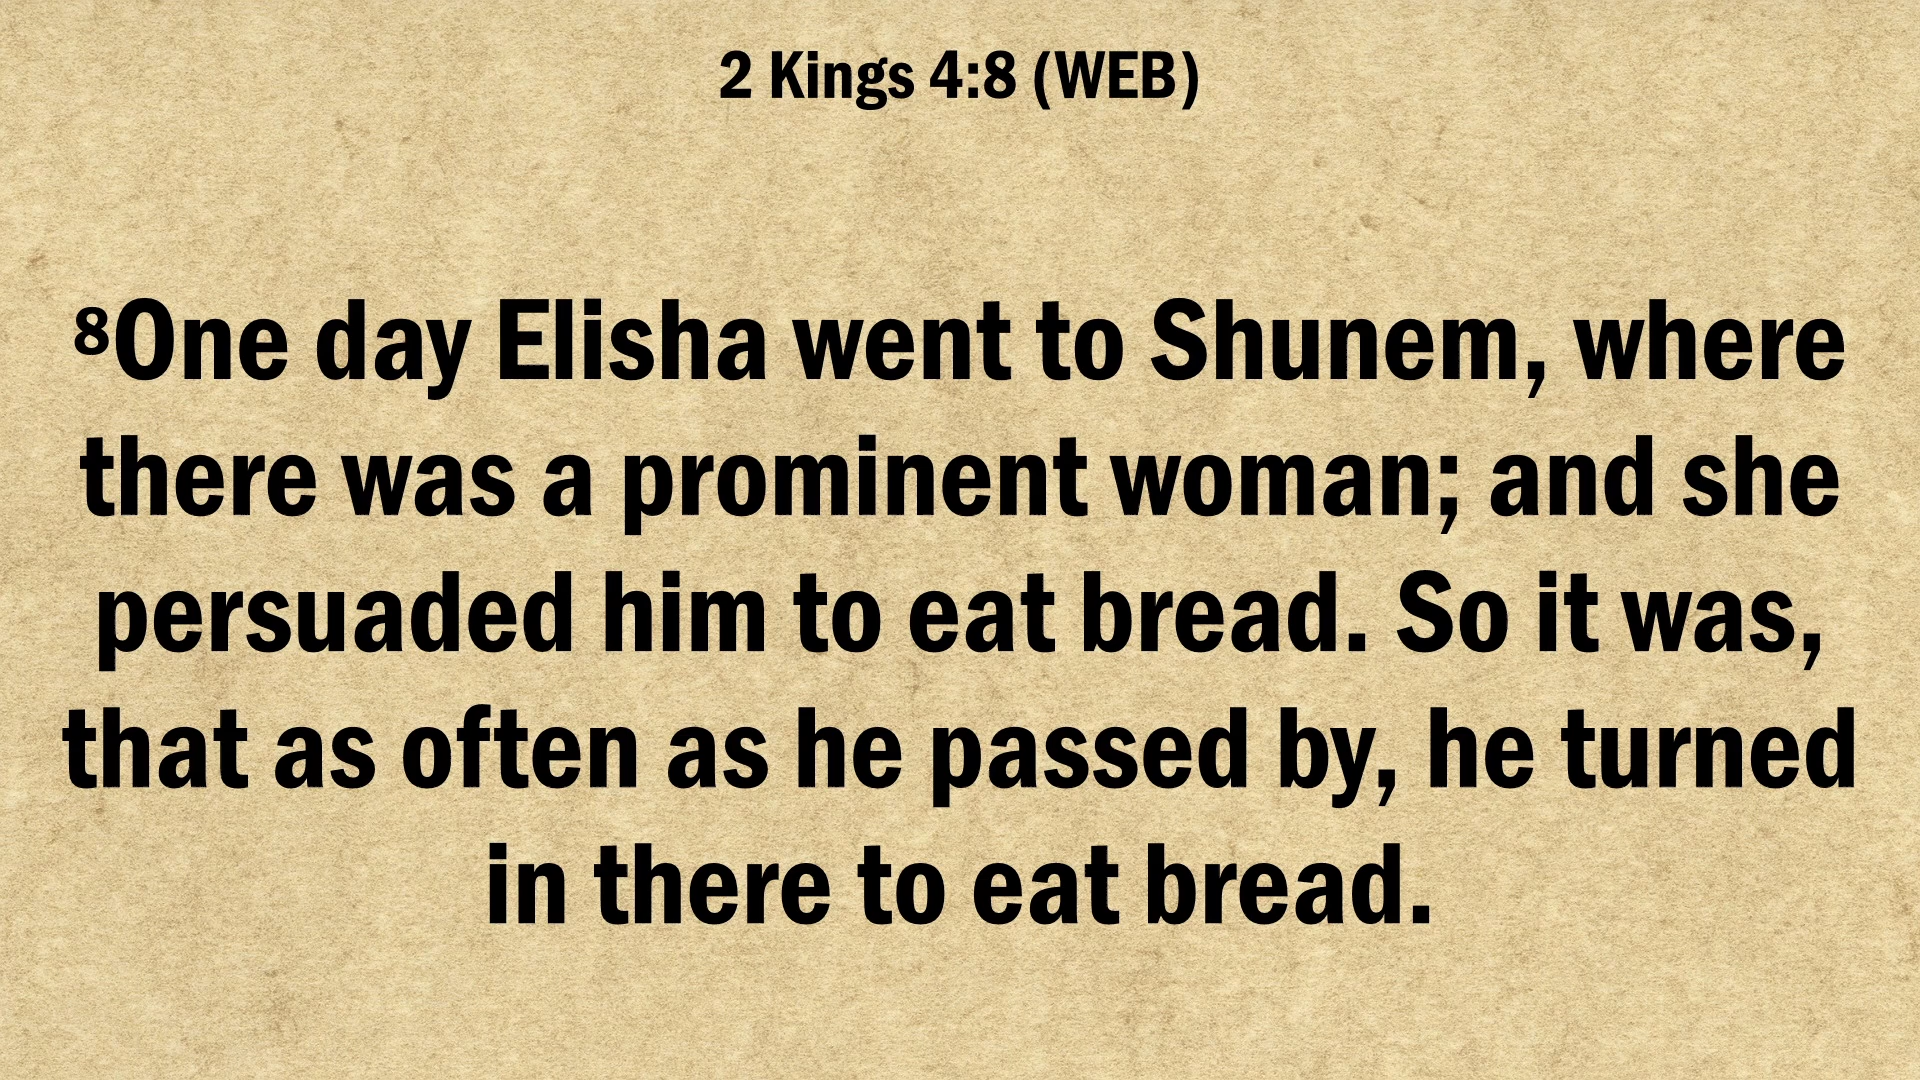 2 Kings 4:8 (WEB)
⁸One day Elisha went to Shunem, where
there was a prominent woman; and she
persuaded him to eat bread. So it was,
that as often as he passed by, he turned
in there to eat bread.